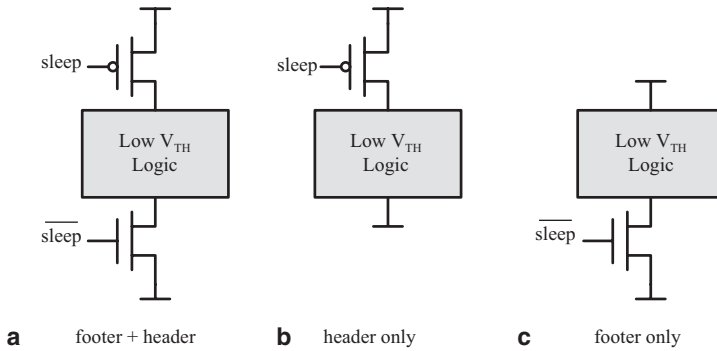 sleep
Low V_TH
Logic
sleep
a footer + header
sleep
Low V_TH
Logic
b header only
Low V_TH
Logic
sleep
c footer only